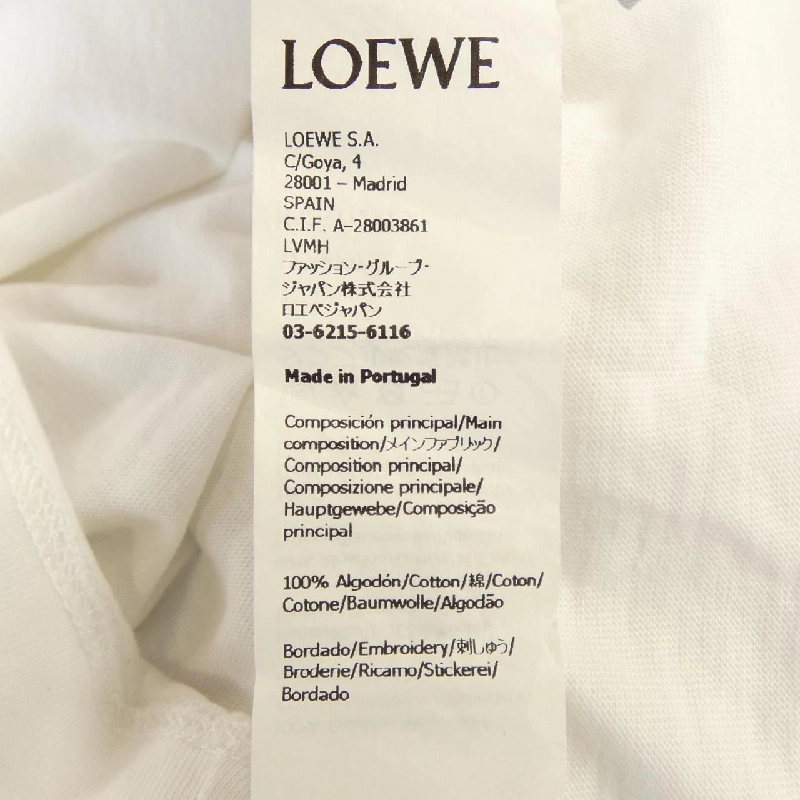 LOEWE
LOEWE S.A.
C/Goya, 4
28001 – Madrid
SPAIN
C.I.F. A-28003861
LVMH
ファッション・グループ・
ジャパン株式会社
ロエベジャパン
03-6215-6116
Made in Portugal
Composición principal/Main
composition/メインファブリック/
Composition principal/
Composizione principale/
Hauptgewebe/Composição
principal
100% Algodón/Cotton/綿/Coton/
Cotone/Baumwolle/Algodão
Bordado/Embroidery/刺しゅう/
Broderie/Ricamo/Stickerei/
Bordado